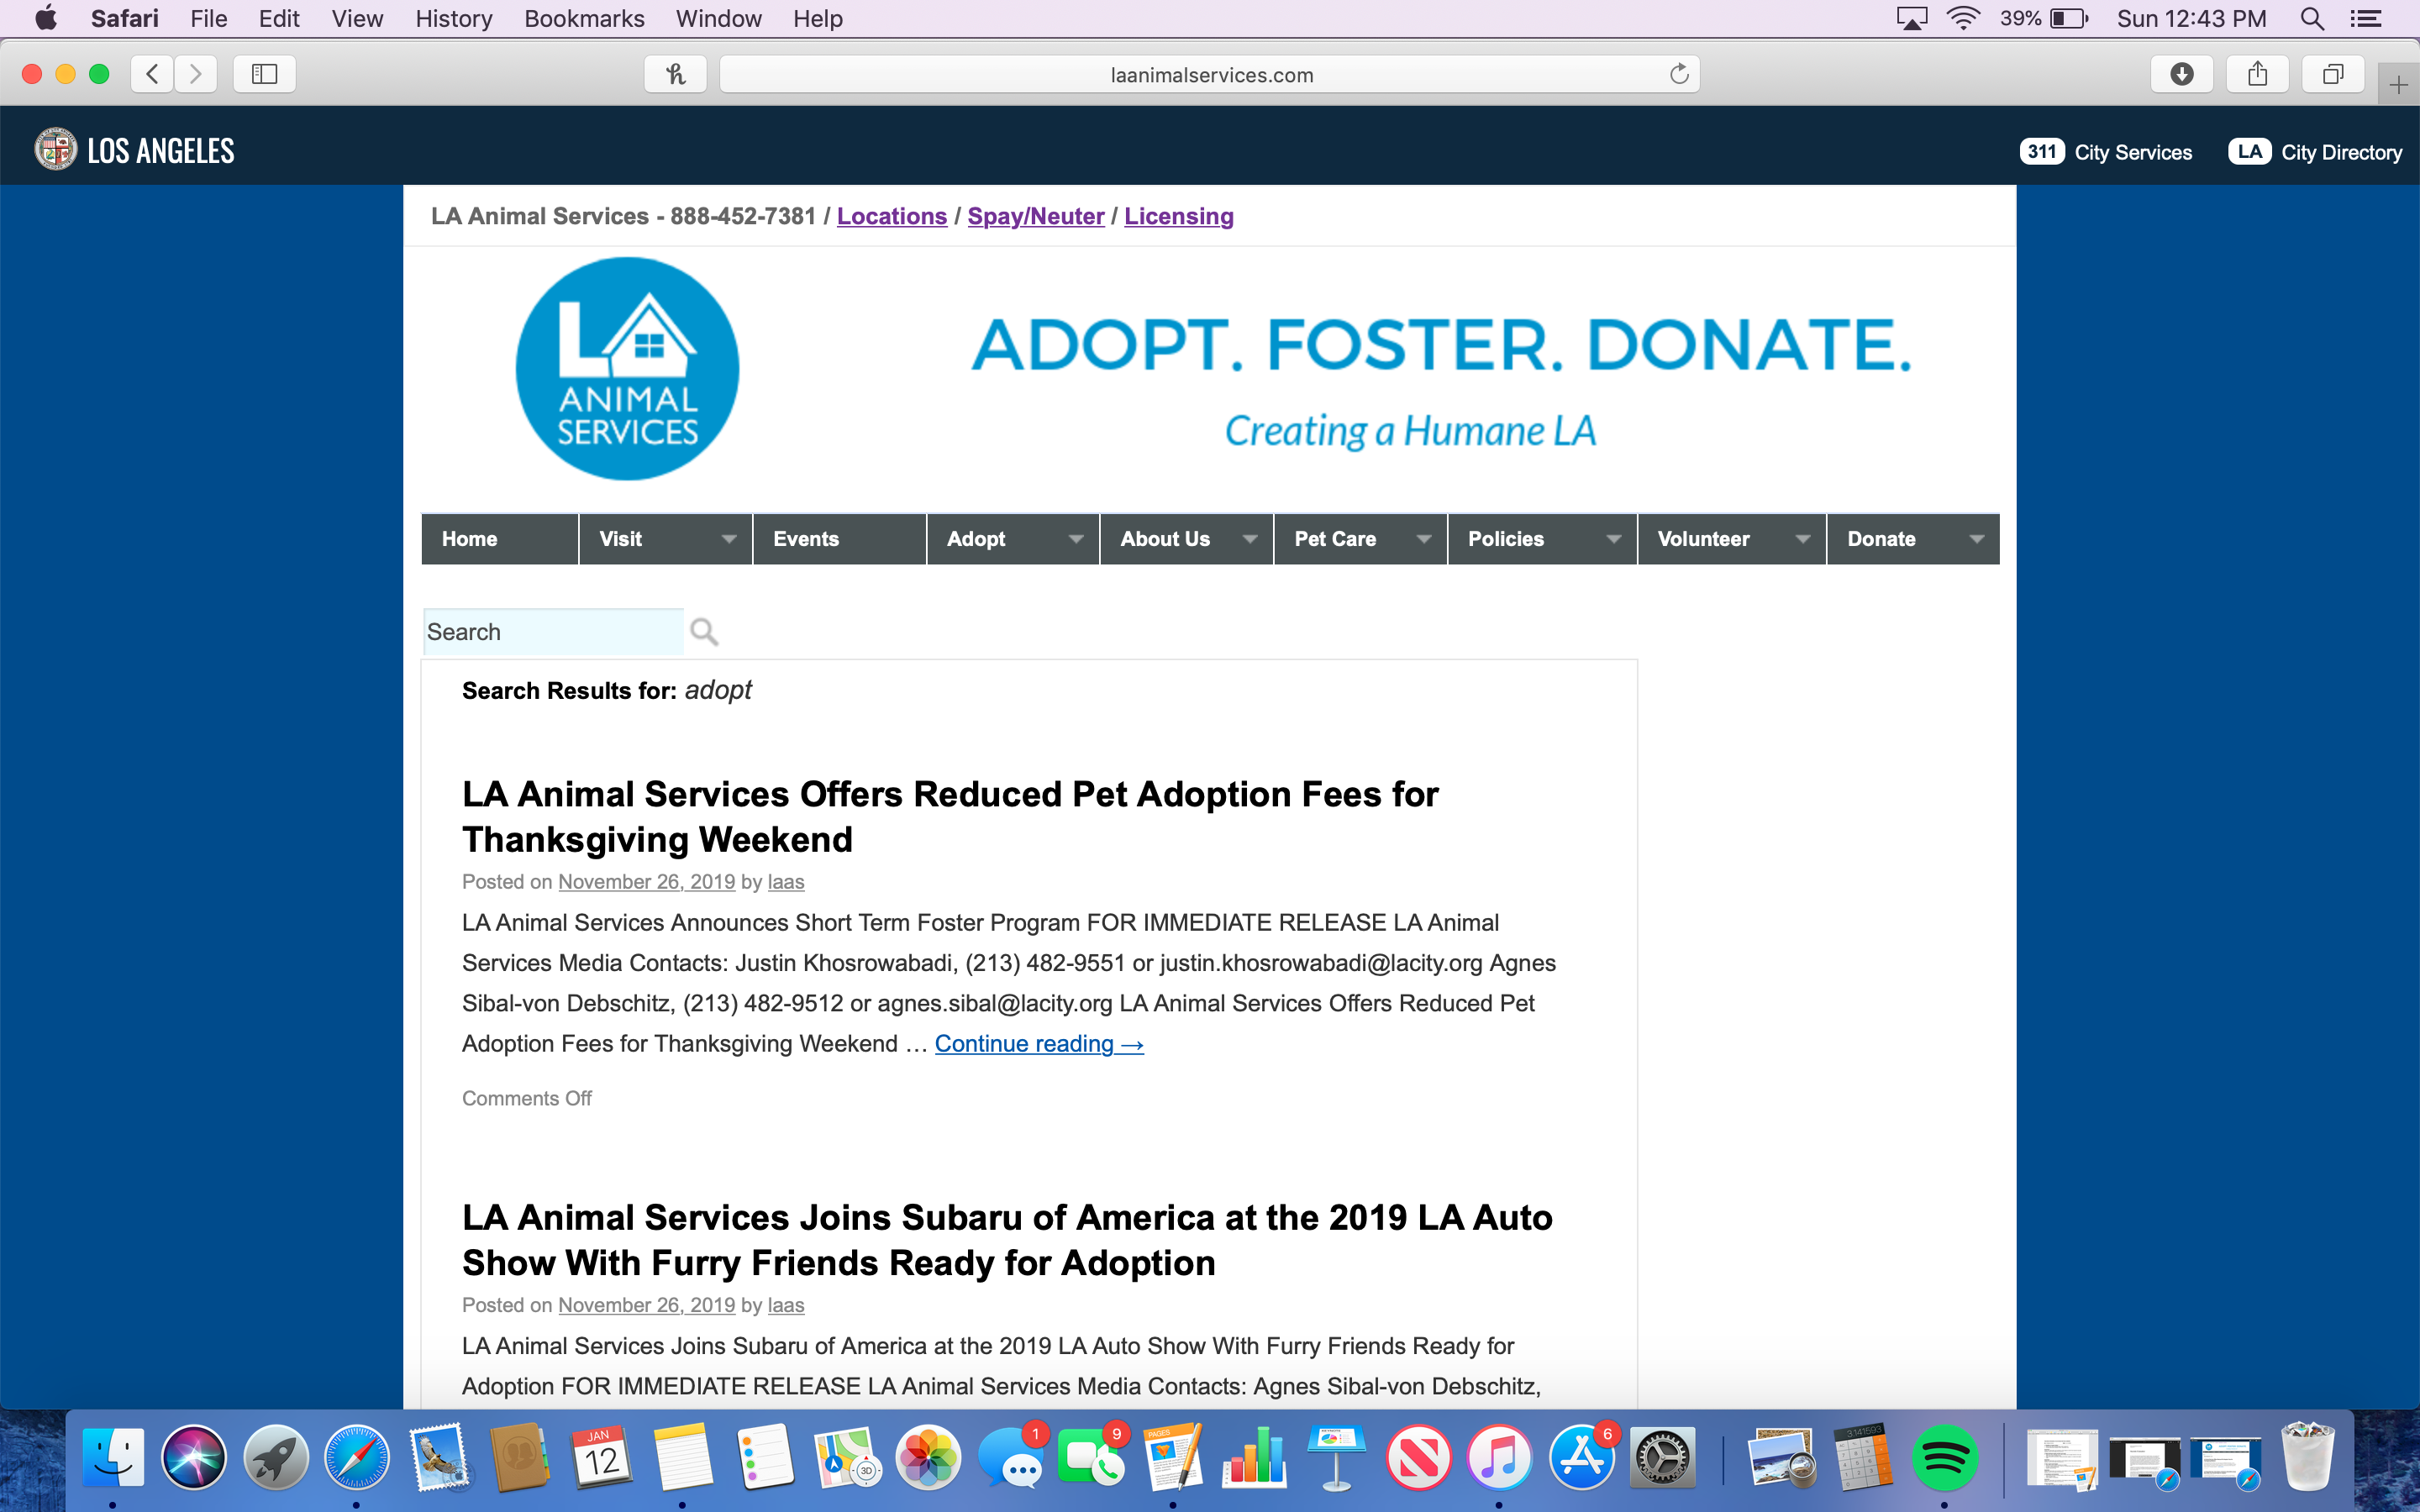 Safari File Edit View History Bookmarks Window Help 39% Sun 12:43 PM
laanimalservices.com
LOS ANGELES 311 City Services LA City Directory
LA Animal Services - 888-452-7381 / Locations / Spay/Neuter / Licensing
LA
ANIMAL
SERVICES
ADOPT. FOSTER. DONATE.
Creating a Humane LA
Home Visit Events Adopt About Us Pet Care Policies Volunteer Donate
Search
Search Results for: adopt
LA Animal Services Offers Reduced Pet Adoption Fees for
Thanksgiving Weekend
Posted on November 26, 2019 by laas
LA Animal Services Announces Short Term Foster Program FOR IMMEDIATE RELEASE LA Animal
Services Media Contacts: Justin Khosrowabadi, (213) 482-9551 or justin.khosrowabadi@lacity.org Agnes
Sibal-von Debschitz, (213) 482-9512 or agnes.sibal@lacity.org LA Animal Services Offers Reduced Pet
Adoption Fees for Thanksgiving Weekend … Continue reading →
Comments Off
LA Animal Services Joins Subaru of America at the 2019 LA Auto
Show With Furry Friends Ready for Adoption
Posted on November 26, 2019 by laas
LA Animal Services Joins Subaru of America at the 2019 LA Auto Show With Furry Friends Ready for
Adoption FOR IMMEDIATE RELEASE LA Animal Services Media Contacts: Agnes Sibal-von Debschitz,
JAN
12
3D
1
9
PAGES
6
3.141593